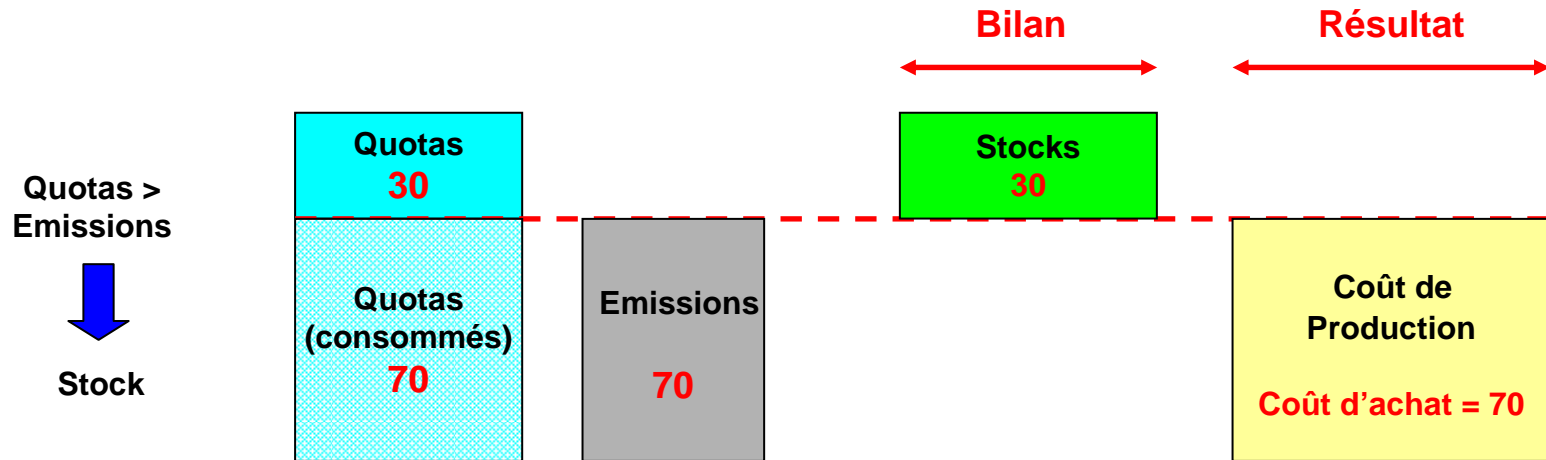 Bilan
Résultat
Quotas >
Emissions
Stock
Quotas
30
Quotas
(consommés)
70
Emissions
70
Stocks
30
Coût de
Production
Coût d’achat = 70